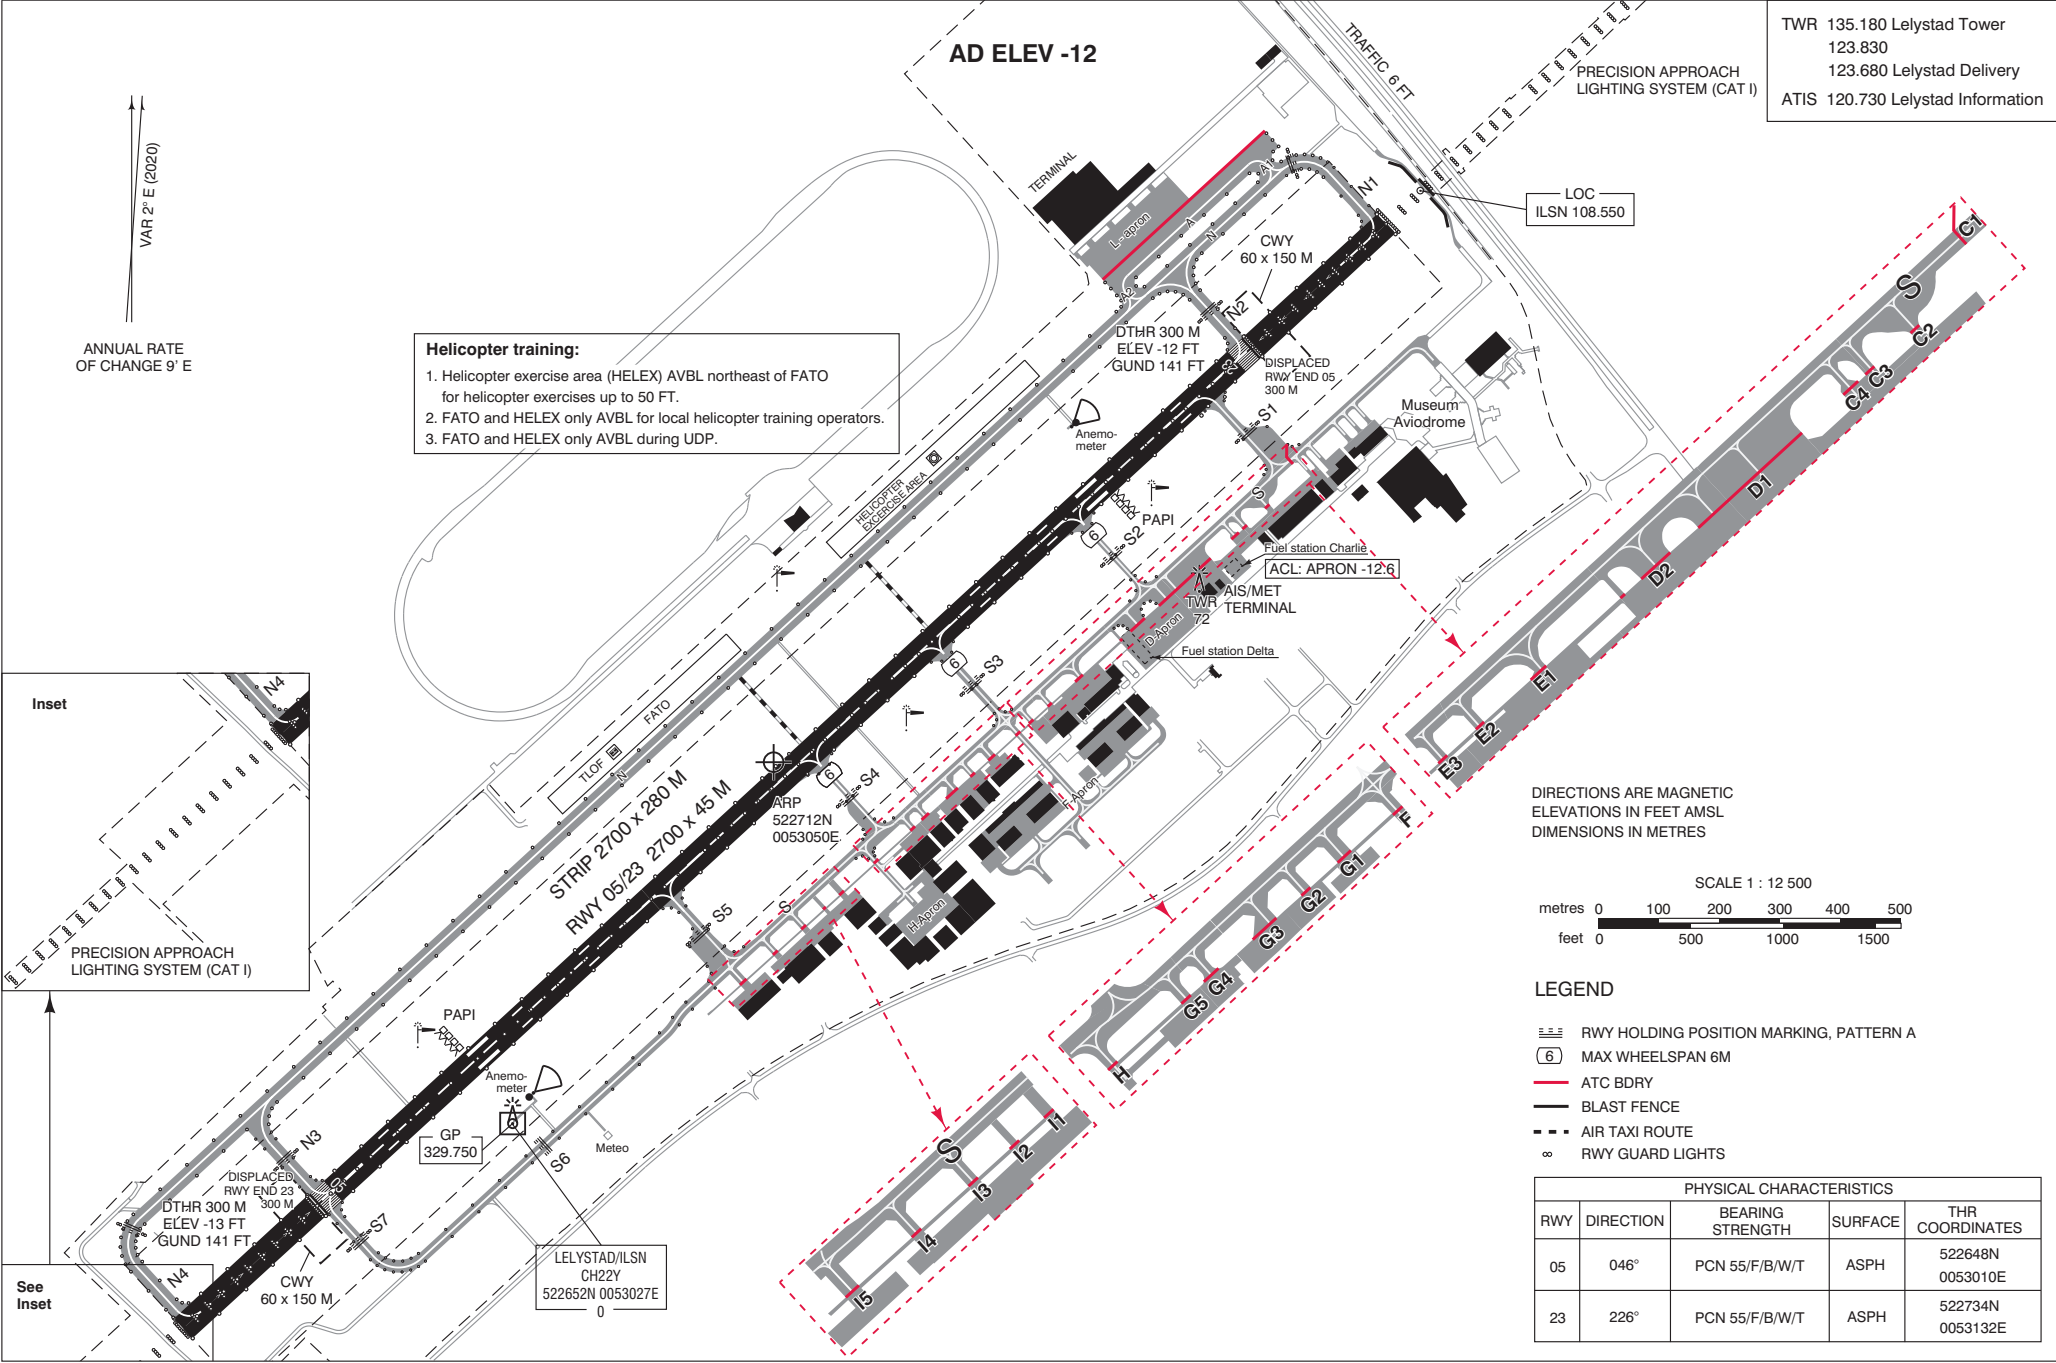 AD ELEV -12
TWR 135.180 Lelystad Tower
123.830
123.680 Lelystad Delivery
ATIS 120.730 Lelystad Information
TRAFFIC 6 FT
PRECISION APPROACH
LIGHTING SYSTEM (CAT I)
LOC
ILSN 108.550
VAR 2° E (2020)
ANNUAL RATE
OF CHANGE 9' E
TERMINAL
L - apron
A1
A
N
A2
N1
N2
CWY
60 x 150 M
DTHR 300 M
ELEV -12 FT
GUND 141 FT
23
DISPLACED
RWY END 05
300 M
Helicopter training:
1. Helicopter exercise area (HELEX) AVBL northeast of FATO
for helicopter exercises up to 50 FT.
2. FATO and HELEX only AVBL for local helicopter training operators.
3. FATO and HELEX only AVBL during UDP.
Anemo-
meter
S1
Museum
Aviodrome
HELICOPTER
EXCERCISE AREA
PAPI
6
S2
S
Fuel station Charlie
ACL: APRON -12.6
AIS/MET
TERMINAL
TWR
72
D-Apron
Fuel station Delta
6
S3
FATO
TLOF
N
6
S4
ARP
522712N
0053050E
STRIP 2700 x 280 M
RWY 05/23 2700 x 45 M
F-Apron
H-Apron
S
S5
Inset
N4
PRECISION APPROACH
LIGHTING SYSTEM (CAT I)
PAPI
Anemo-
meter
GP
329.750
Meteo
S6
N3
05
DISPLACED
RWY END 23
300 M
DTHR 300 M
ELEV -13 FT
GUND 141 FT
S7
N4
CWY
60 x 150 M
See
Inset
LELYSTAD/ILSN
CH22Y
522652N 0053027E
0
C1
S
C2
C3
C4
D1
D2
E1
E2
E3
F
G1
G2
G3
G4
G5
H
S
I1
I2
I3
I4
I5
DIRECTIONS ARE MAGNETIC
ELEVATIONS IN FEET AMSL
DIMENSIONS IN METRES
SCALE 1 : 12 500
metres 0 100 200 300 400 500
feet 0 500 1000 1500
LEGEND
RWY HOLDING POSITION MARKING, PATTERN A
6 MAX WHEELSPAN 6M
ATC BDRY
BLAST FENCE
AIR TAXI ROUTE
RWY GUARD LIGHTS
PHYSICAL CHARACTERISTICS
RWY DIRECTION BEARING STRENGTH SURFACE THR COORDINATES
05 046° PCN 55/F/B/W/T ASPH 522648N 0053010E
23 226° PCN 55/F/B/W/T ASPH 522734N 0053132E